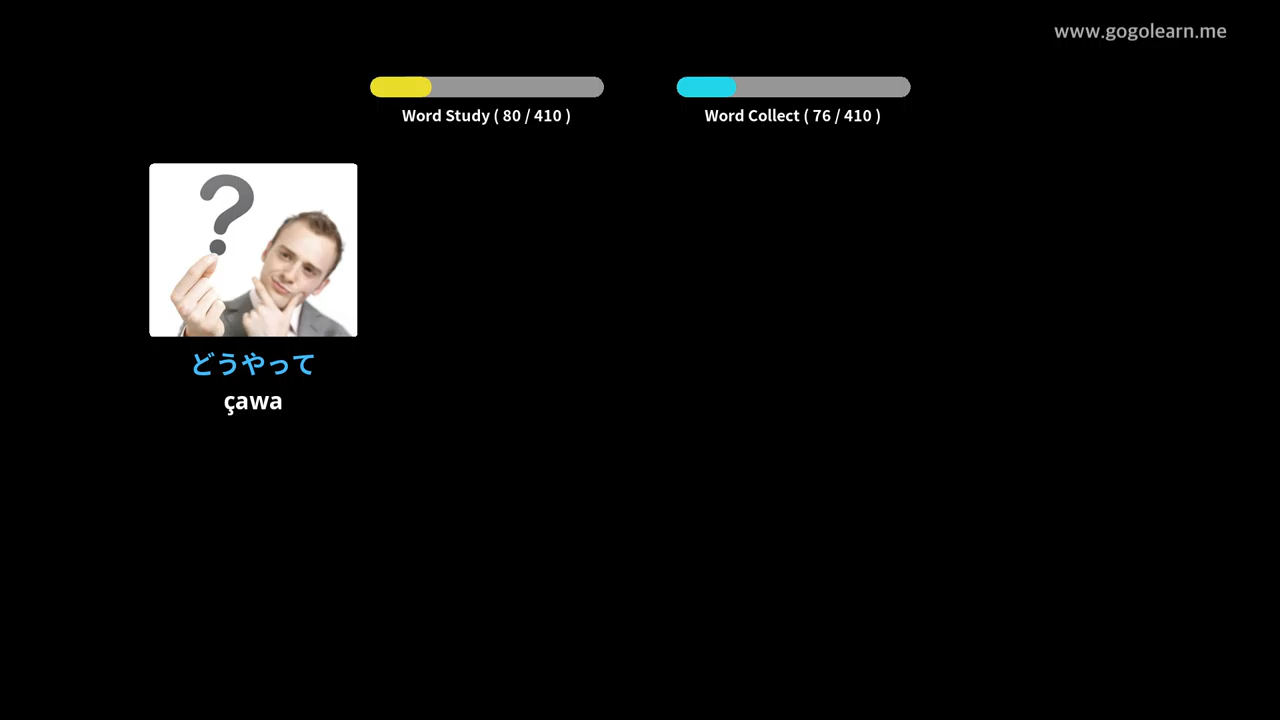 www.gogolearn.me
Word Study ( 80 / 410 )
Word Collect ( 76 / 410 )
?
どうやって
çawa